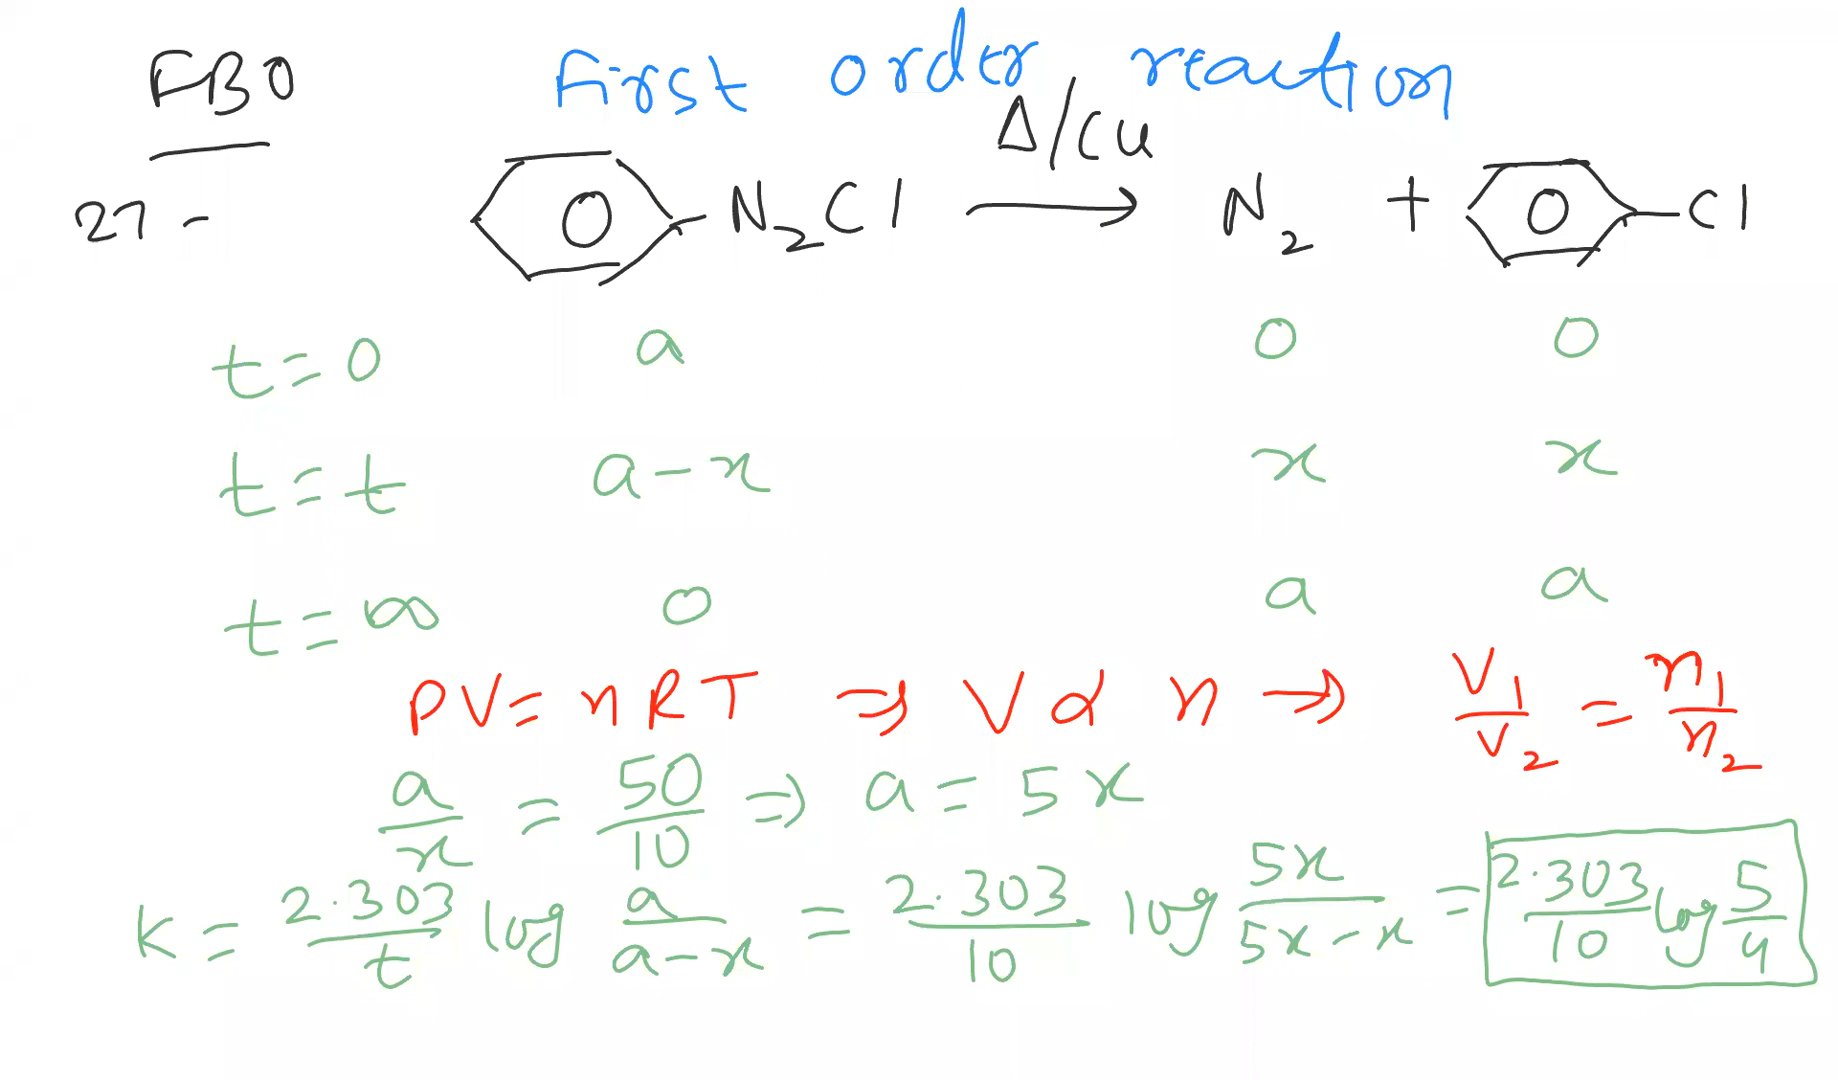 FBO
First order reaction
Δ/Cu
27 - N₂Cl → N₂ + Cl
t = 0 a 0 0
t = t a - x x x
t = ∞ 0 a a
PV = nRT ⇒ V ∝ n ⇒ V₁/V₂ = n₁/n₂
a/x = 50/10 ⇒ a = 5x
K = 2.303/t log a/(a-x) = 2.303/10 log 5x/(5x-x) = 2.303/10 log 5/4